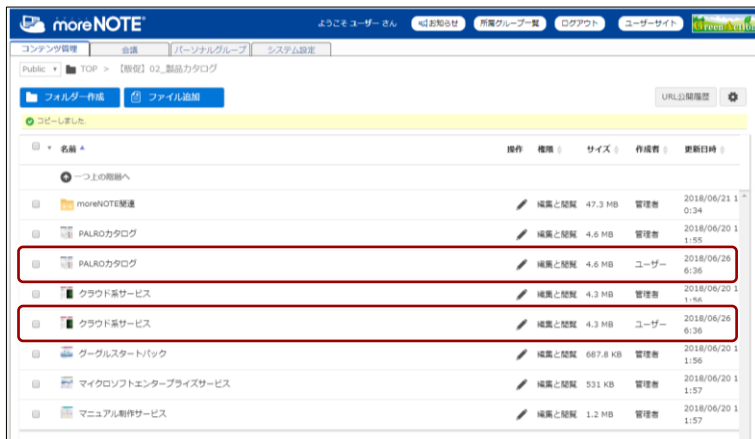 moreNOTE
ようこそ ユーザー さん お知らせ 所属グループ一覧 ログアウト ユーザーサイト Green Action
コンテンツ管理 会議 パーソナルグループ システム設定
Public TOP > 【販促】02_製品カタログ
フォルダー作成 ファイル追加 URL公開履歴
コピーしました。
名前 操作 権限 サイズ 作成者 更新日時
一つ上の階層へ
moreNOTE関連 編集と閲覧 47.3 MB 管理者 2018/06/21 1
0:34
PALROカタログ 編集と閲覧 4.6 MB 管理者 2018/06/20 1
1:55
PALROカタログ 編集と閲覧 4.6 MB ユーザー 2018/06/26
6:36
クラウド系サービス 編集と閲覧 4.3 MB 管理者 2018/06/20 1
1:56
クラウド系サービス 編集と閲覧 4.3 MB ユーザー 2018/06/26
6:36
グーグルスタートパック 編集と閲覧 687.8 KB 管理者 2018/06/20 1
1:56
マイクロソフトエンタープライズサービス 編集と閲覧 531 KB 管理者 2018/06/20 1
1:57
マニュアル制作サービス 編集と閲覧 1.2 MB 管理者 2018/06/20 1
1:57